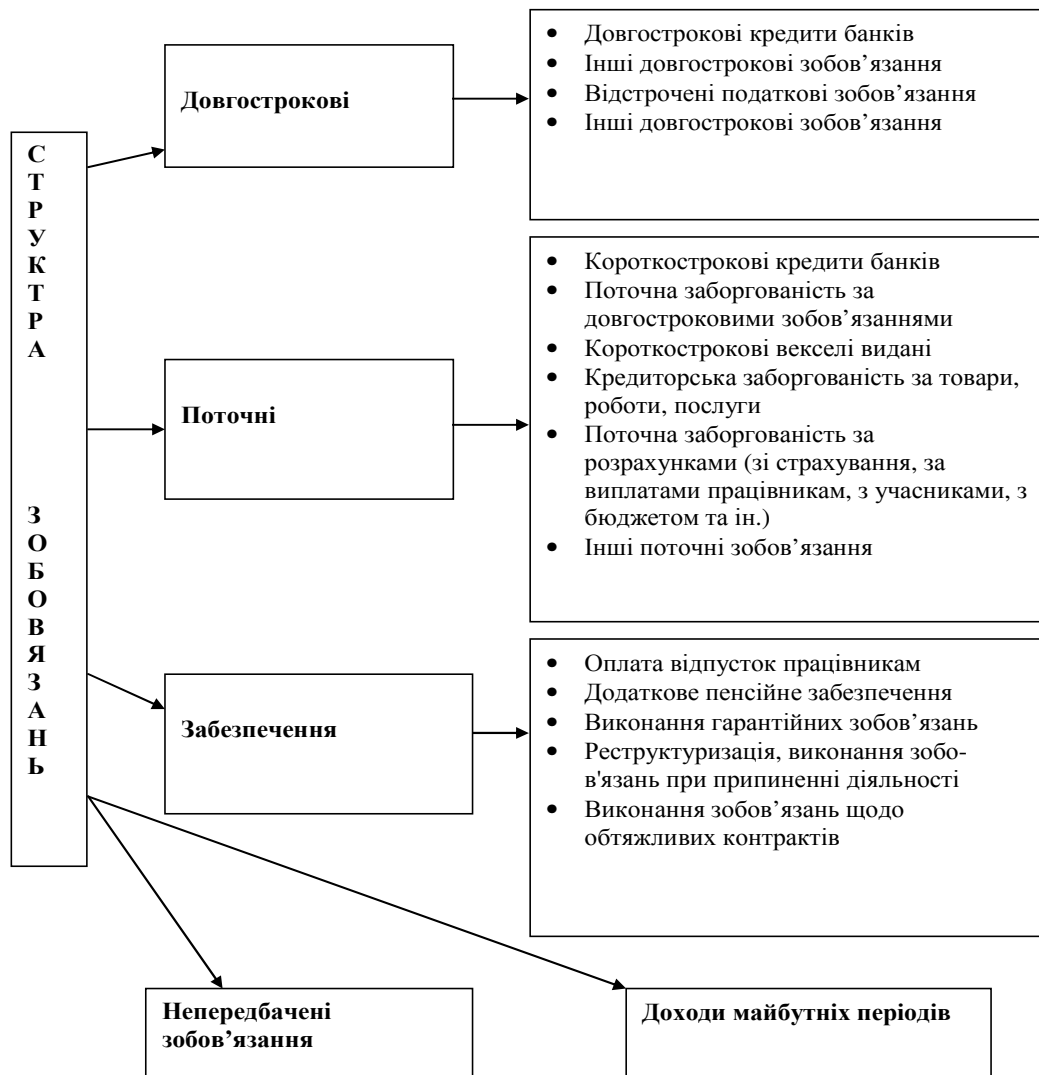 СТРУКТРА ЗОБОВЯЗАНЬ
Довгострокові
• Довгострокові кредити банків
• Інші довгострокові зобов’язання
• Відстрочені податкові зобов’язання
• Інші довгострокові зобов’язання
Поточні
• Короткострокові кредити банків
• Поточна заборгованість за
довгостроковими зобов’язаннями
• Короткострокові векселі видані
• Кредиторська заборгованість за товари,
роботи, послуги
• Поточна заборгованість за
розрахунками (зі страхування, за
виплатами працівникам, з учасниками, з
бюджетом та ін.)
• Інші поточні зобов’язання
Забезпечення
• Оплата відпусток працівникам
• Додаткове пенсійне забезпечення
• Виконання гарантійних зобов’язань
• Реструктуризація, виконання зобо-
в'язань при припиненні діяльності
• Виконання зобов’язань щодо
обтяжливих контрактів
Непередбачені
зобов’язання
Доходи майбутніх періодів